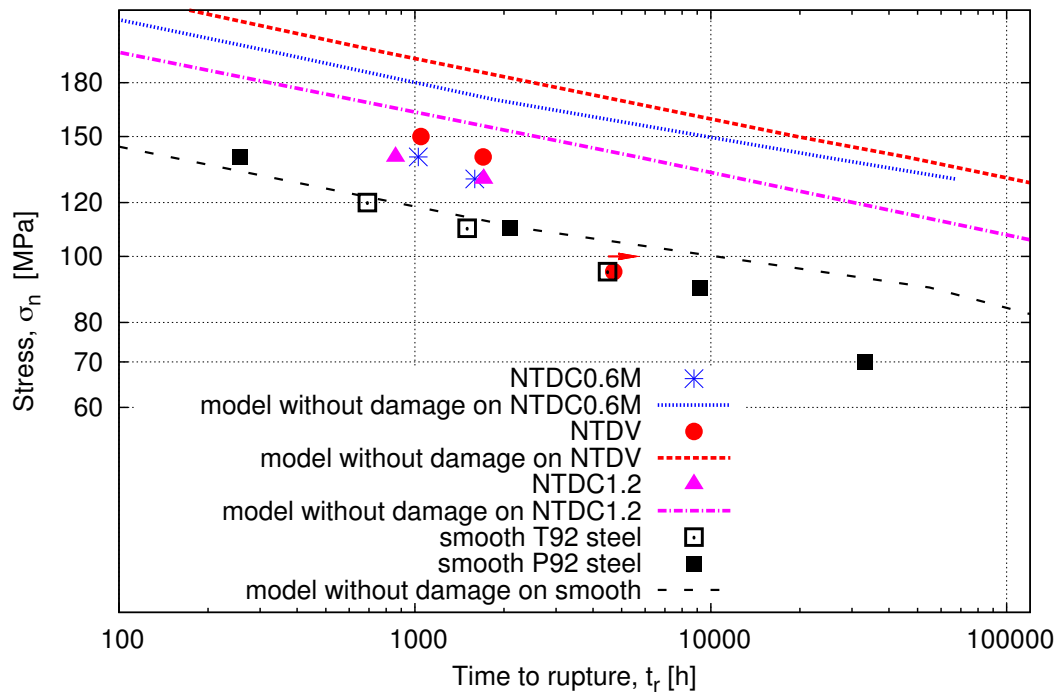 180
150
120
100
80
70
60
Stress, σn [MPa]
NTDC0.6M
model without damage on NTDC0.6M
NTDV
model without damage on NTDV
NTDC1.2
model without damage on NTDC1.2
smooth T92 steel
smooth P92 steel
model without damage on smooth
100 1000 10000 100000
Time to rupture, tr [h]